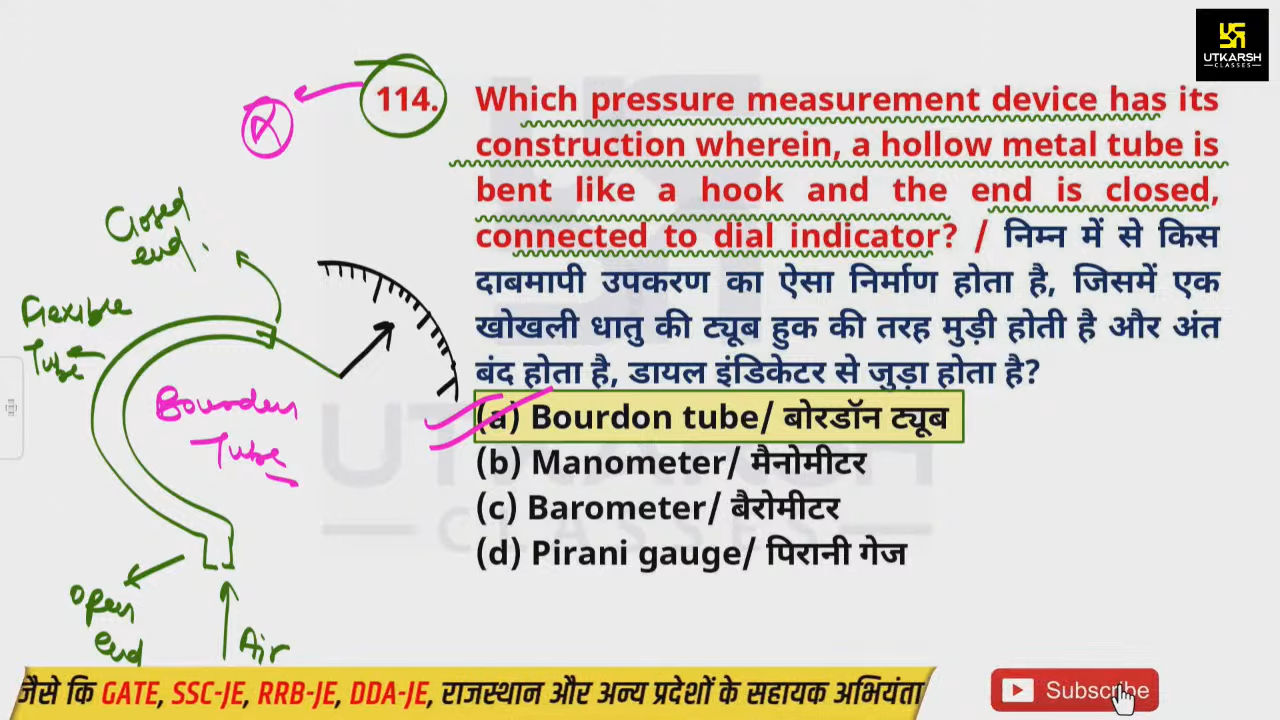 UTKARSH
CLASSES
114. Which pressure measurement device has its
construction wherein, a hollow metal tube is
bent like a hook and the end is closed,
connected to dial indicator? / निम्न में से किस
दाबमापी उपकरण का ऐसा निर्माण होता है, जिसमें एक
खोखली धातु की ट्यूब हुक की तरह मुड़ी होती है और अंत
बंद होता है, डायल इंडिकेटर से जुड़ा होता है?
(a) Bourdon tube/ बोरडॉन ट्यूब
(b) Manometer/ मैनोमीटर
(c) Barometer/ बैरोमीटर
(d) Pirani gauge/ पिरानी गेज
Closed
end.
Flexible
Tube
Bourden
Tube
open
end
Air
UTKARSH
CLASSES
जैसे कि GATE, SSC-JE, RRB-JE, DDA-JE, राजस्थान और अन्य प्रदेशों के सहायक अभियंता
Subscribe